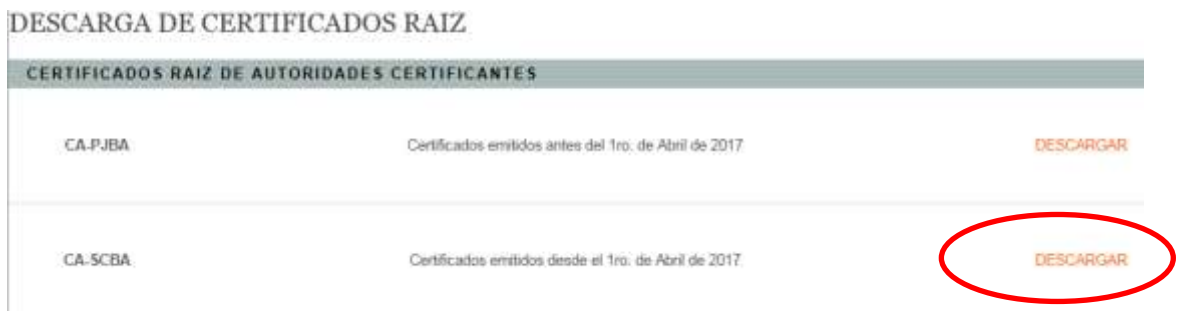 DESCARGA DE CERTIFICADOS RAIZ
CERTIFICADOS RAIZ DE AUTORIDADES CERTIFICANTES
CA-PJBA Certificados emitidos antes del 1ro. de Abril de 2017 DESCARGAR
CA-SCBA Certificados emitidos desde el 1ro. de Abril de 2017 DESCARGAR